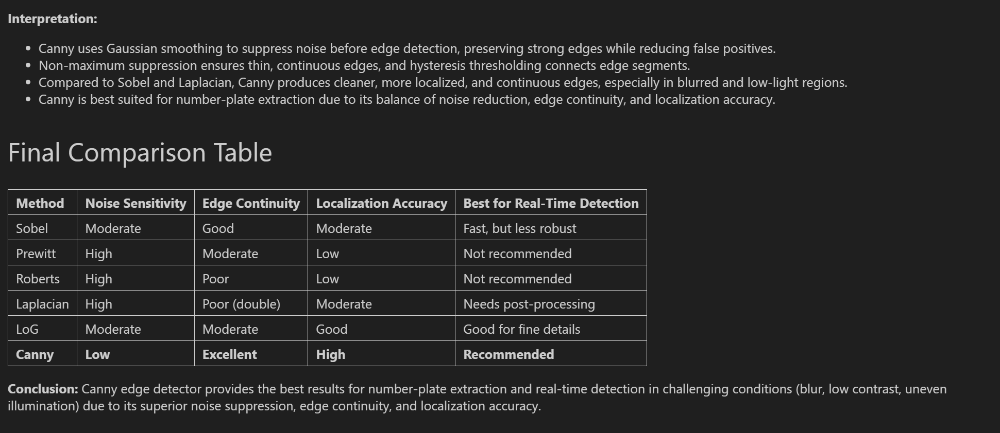 Interpretation:
• Canny uses Gaussian smoothing to suppress noise before edge detection, preserving strong edges while reducing false positives.
• Non-maximum suppression ensures thin, continuous edges, and hysteresis thresholding connects edge segments.
• Compared to Sobel and Laplacian, Canny produces cleaner, more localized, and continuous edges, especially in blurred and low-light regions.
• Canny is best suited for number-plate extraction due to its balance of noise reduction, edge continuity, and localization accuracy.
Final Comparison Table
Method Noise Sensitivity Edge Continuity Localization Accuracy Best for Real-Time Detection
Sobel Moderate Good Moderate Fast, but less robust
Prewitt High Moderate Low Not recommended
Roberts High Poor Low Not recommended
Laplacian High Poor (double) Moderate Needs post-processing
LoG Moderate Moderate Good Good for fine details
Canny Low Excellent High Recommended
Conclusion: Canny edge detector provides the best results for number-plate extraction and real-time detection in challenging conditions (blur, low contrast, uneven
illumination) due to its superior noise suppression, edge continuity, and localization accuracy.